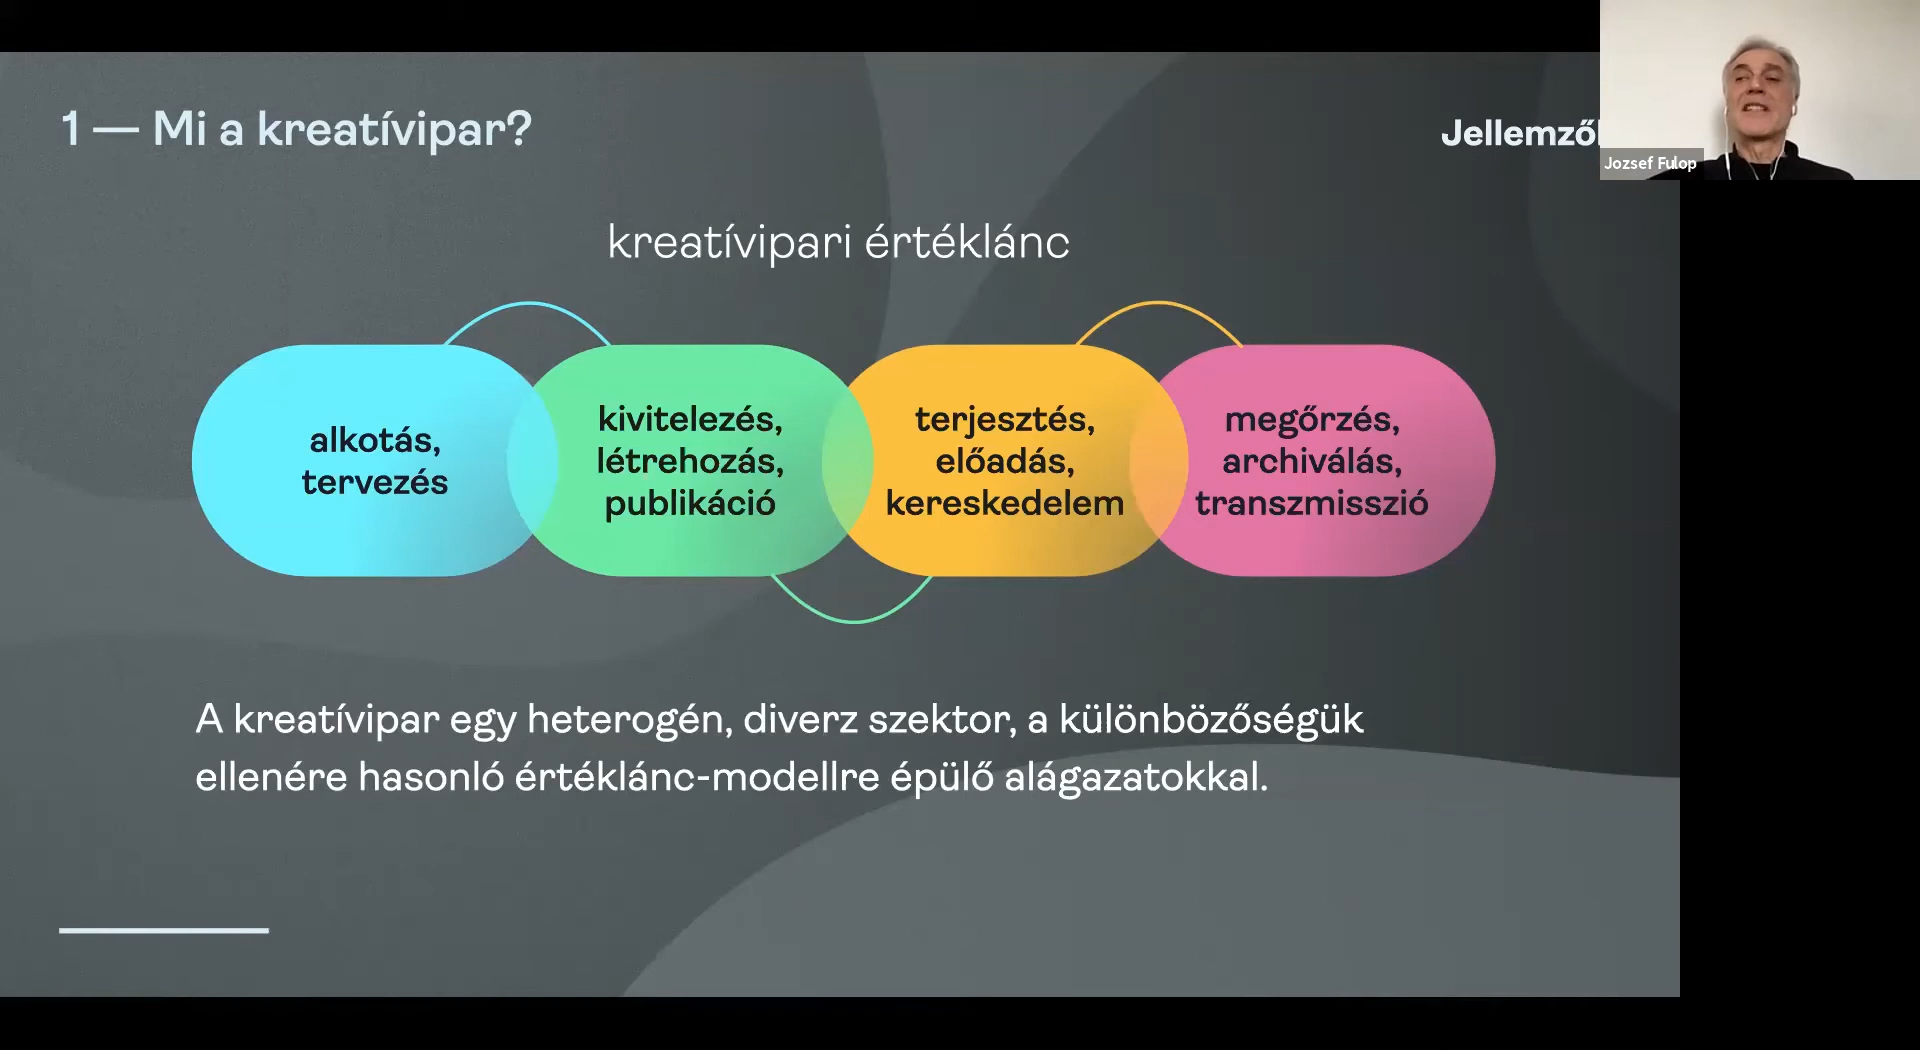 1 — Mi a kreatívipar?
Jozsef Fulop
kreatívipari értéklánc
alkotás,
tervezés
kivitelezés,
létrehozás,
publikáció
terjesztés,
előadás,
kereskedelem
megőrzés,
archiválás,
transzmisszió
A kreatívipar egy heterogén, diverz szektor, a különbözőségük
ellenére hasonló értéklánc-modellre épülő alágazatokkal.